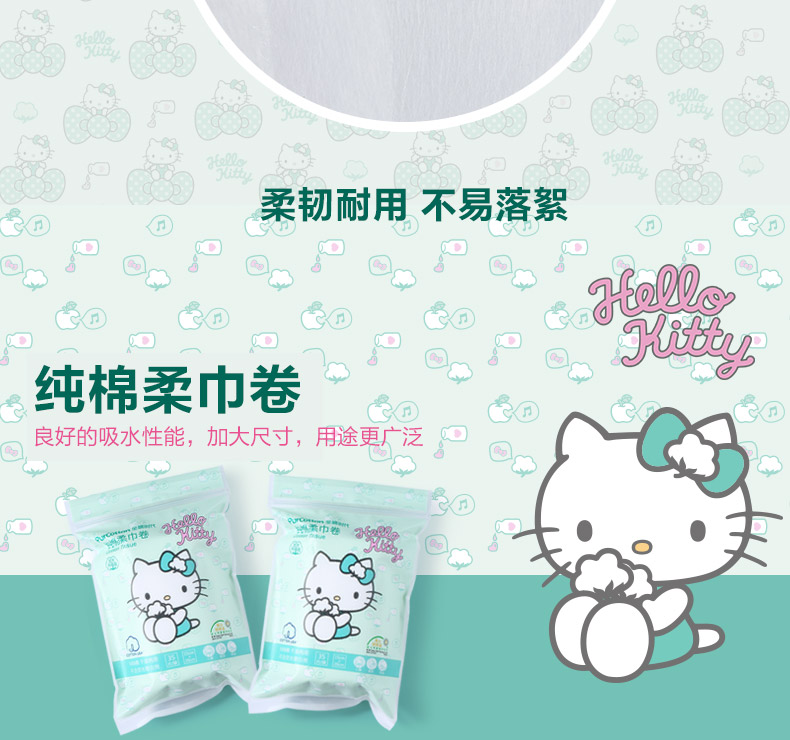 柔韧耐用 不易落絮
Hello
Kitty
纯棉柔巾卷
良好的吸水性能，加大尺寸，用途更广泛
Hello
Kitty
柔巾卷
Hello
Kitty
柔巾卷